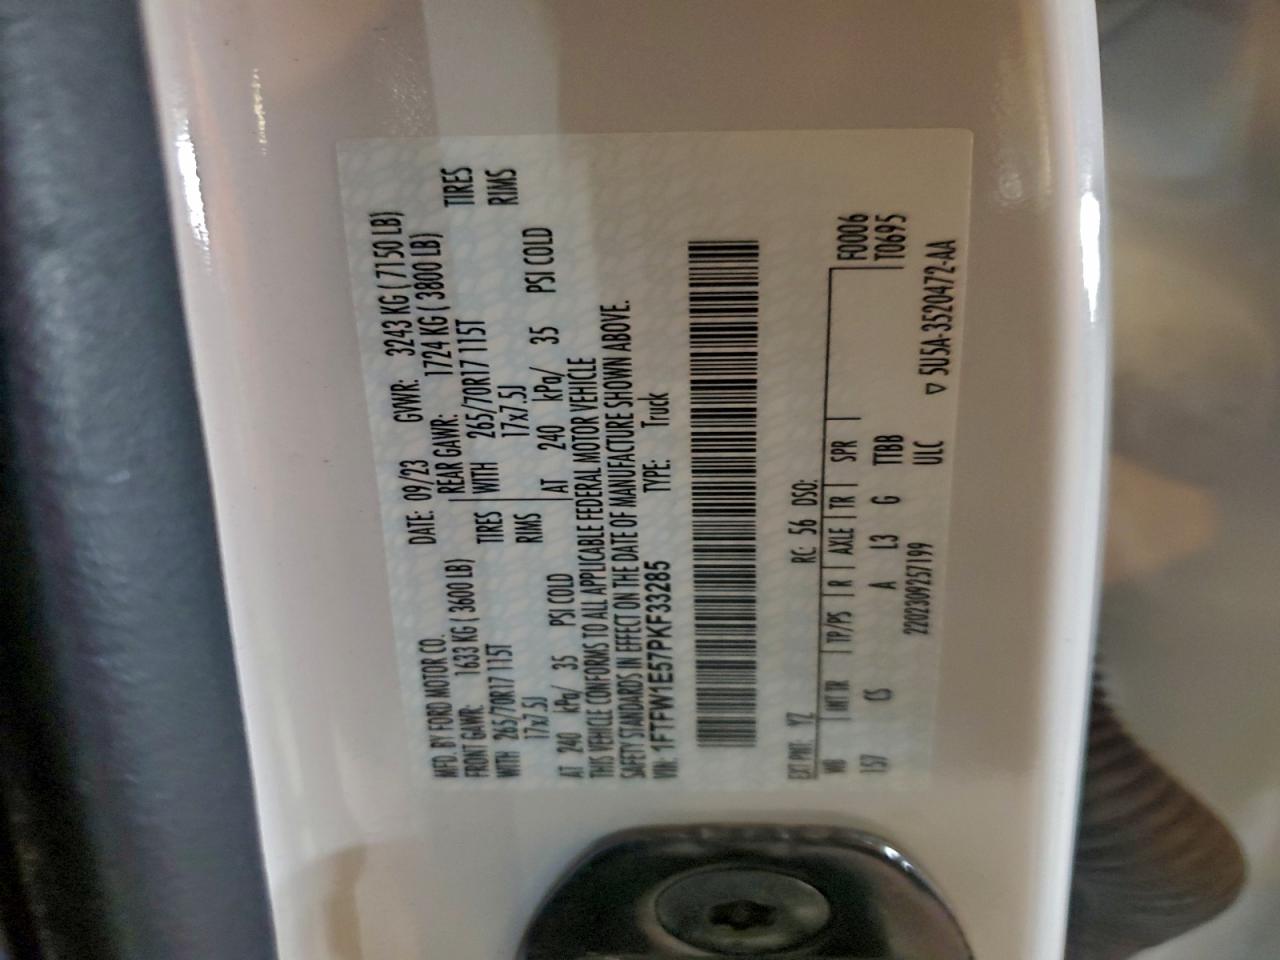 MFD. BY FORD MOTOR CO. DATE: 09/23 GVWR: 3243 KG ( 7150 LB)
FRONT GAWR: 1633 KG ( 3600 LB) REAR GAWR: 1724 KG ( 3800 LB)
WITH 265/70R17 115T TIRES WITH 265/70R17 115T TIRES
17x7.5J RIMS 17x7.5J RIMS
AT 240 kPa/ 35 PSI COLD AT 240 kPa/ 35 PSI COLD
THIS VEHICLE CONFORMS TO ALL APPLICABLE FEDERAL MOTOR VEHICLE
SAFETY STANDARDS IN EFFECT ON THE DATE OF MANUFACTURE SHOWN ABOVE.
VIN: 1FTFW1E57PKF33285 TYPE: Truck
EXT PNT: YZ RC: 56 DSO:
WB INT TR TP/PS R AXLE TR SPR F0006
157 CS A L3 G TTBB T0695
2202309257199 ULC ▽ 5U5A-3520472-AA